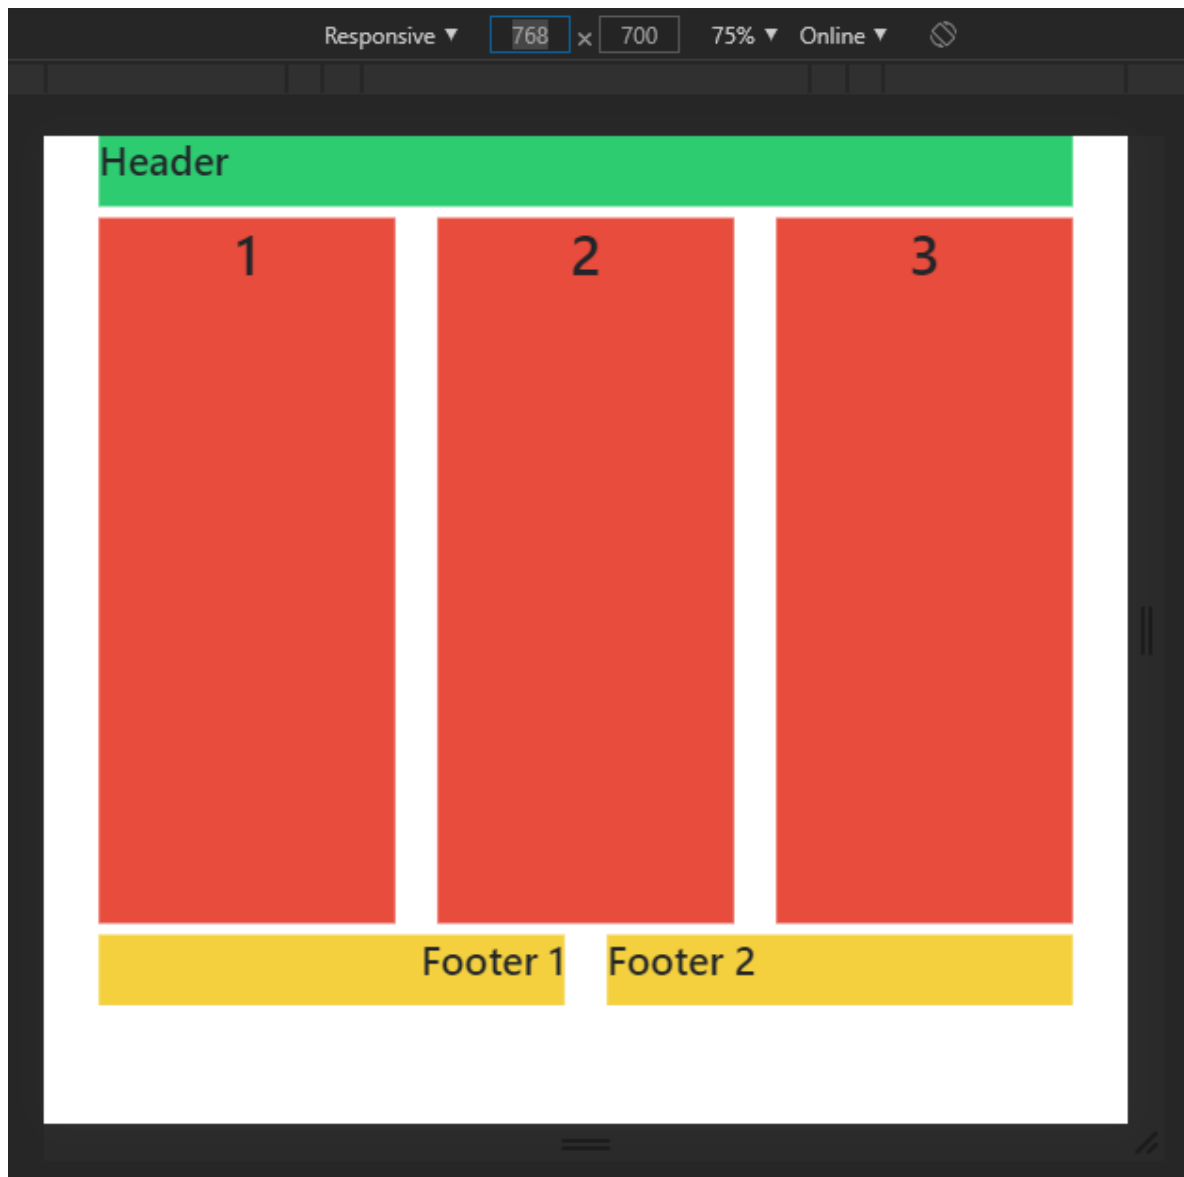 Responsive ▼ 768 × 700 75% ▼ Online ▼
Header
1 2 3
Footer 1 Footer 2